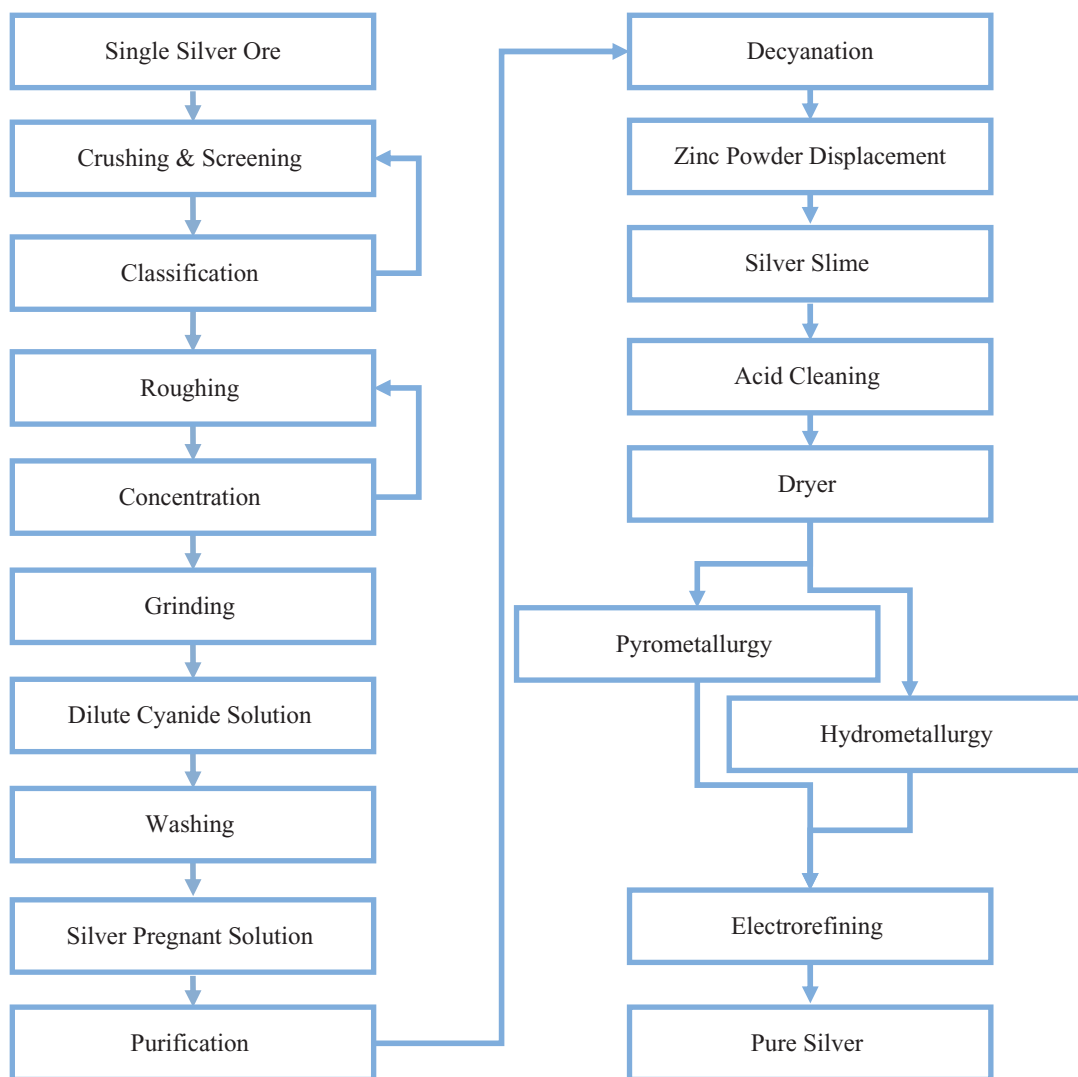 Single Silver Ore
Crushing & Screening
Classification
Roughing
Concentration
Grinding
Dilute Cyanide Solution
Washing
Silver Pregnant Solution
Purification
Decyanation
Zinc Powder Displacement
Silver Slime
Acid Cleaning
Dryer
Pyrometallurgy
Hydrometallurgy
Electrorefining
Pure Silver